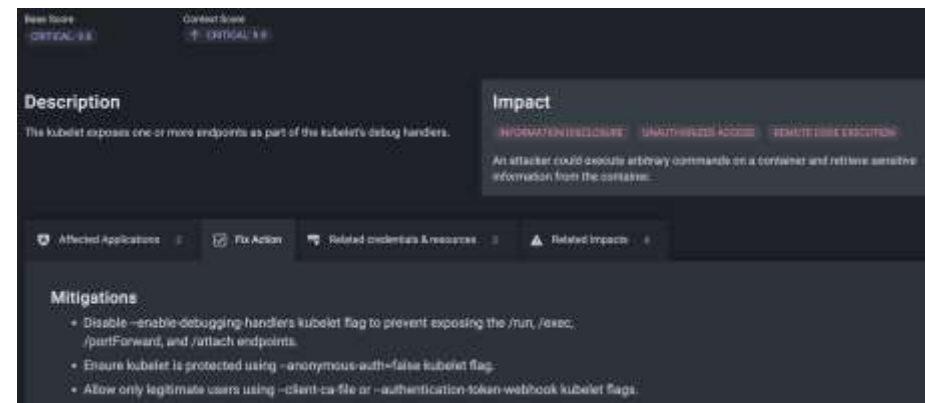 Base Score Context Score
CRITICAL 9.8 ↑ CRITICAL 9.8
Description
The kubelet exposes one or more endpoints as part of the kubelet's debug handlers.
Impact
INFORMATION DISCLOSURE UNAUTHORIZED ACCESS REMOTE CODE EXECUTION
An attacker could execute arbitrary commands on a container and retrieve sensitive
information from the container.
Affected Applications Fix Action Related credentials & resources Related Impacts
Mitigations
• Disable --enable-debugging-handlers kubelet flag to prevent exposing the /run, /exec,
/portForward, and /attach endpoints.
• Ensure kubelet is protected using --anonymous-auth=false kubelet flag.
• Allow only legitimate users using --client-ca-file or --authentication-token-webhook kubelet flags.